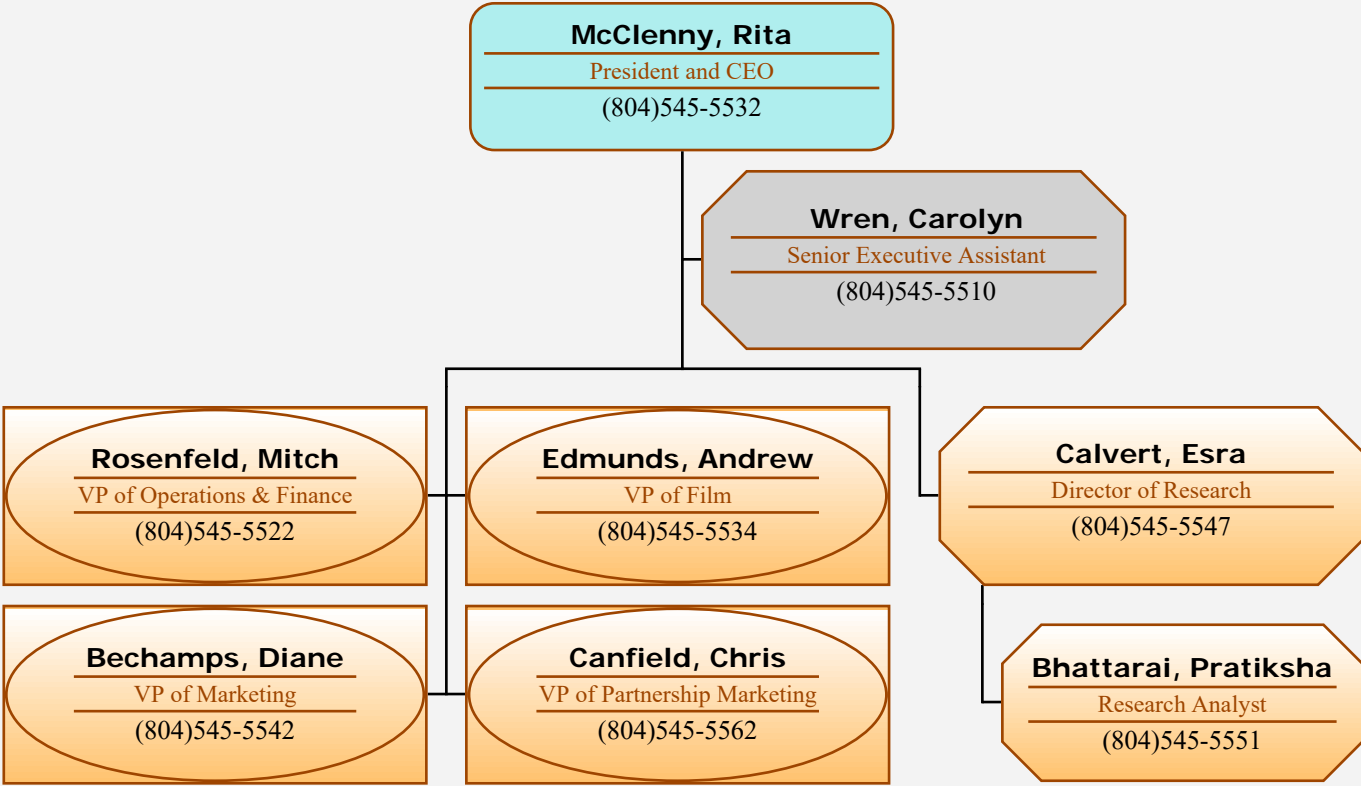 McClenny, Rita
President and CEO
(804)545-5532
Wren, Carolyn
Senior Executive Assistant
(804)545-5510
Rosenfeld, Mitch
VP of Operations & Finance
(804)545-5522
Edmunds, Andrew
VP of Film
(804)545-5534
Calvert, Esra
Director of Research
(804)545-5547
Bechamps, Diane
VP of Marketing
(804)545-5542
Canfield, Chris
VP of Partnership Marketing
(804)545-5562
Bhattarai, Pratiksha
Research Analyst
(804)545-5551